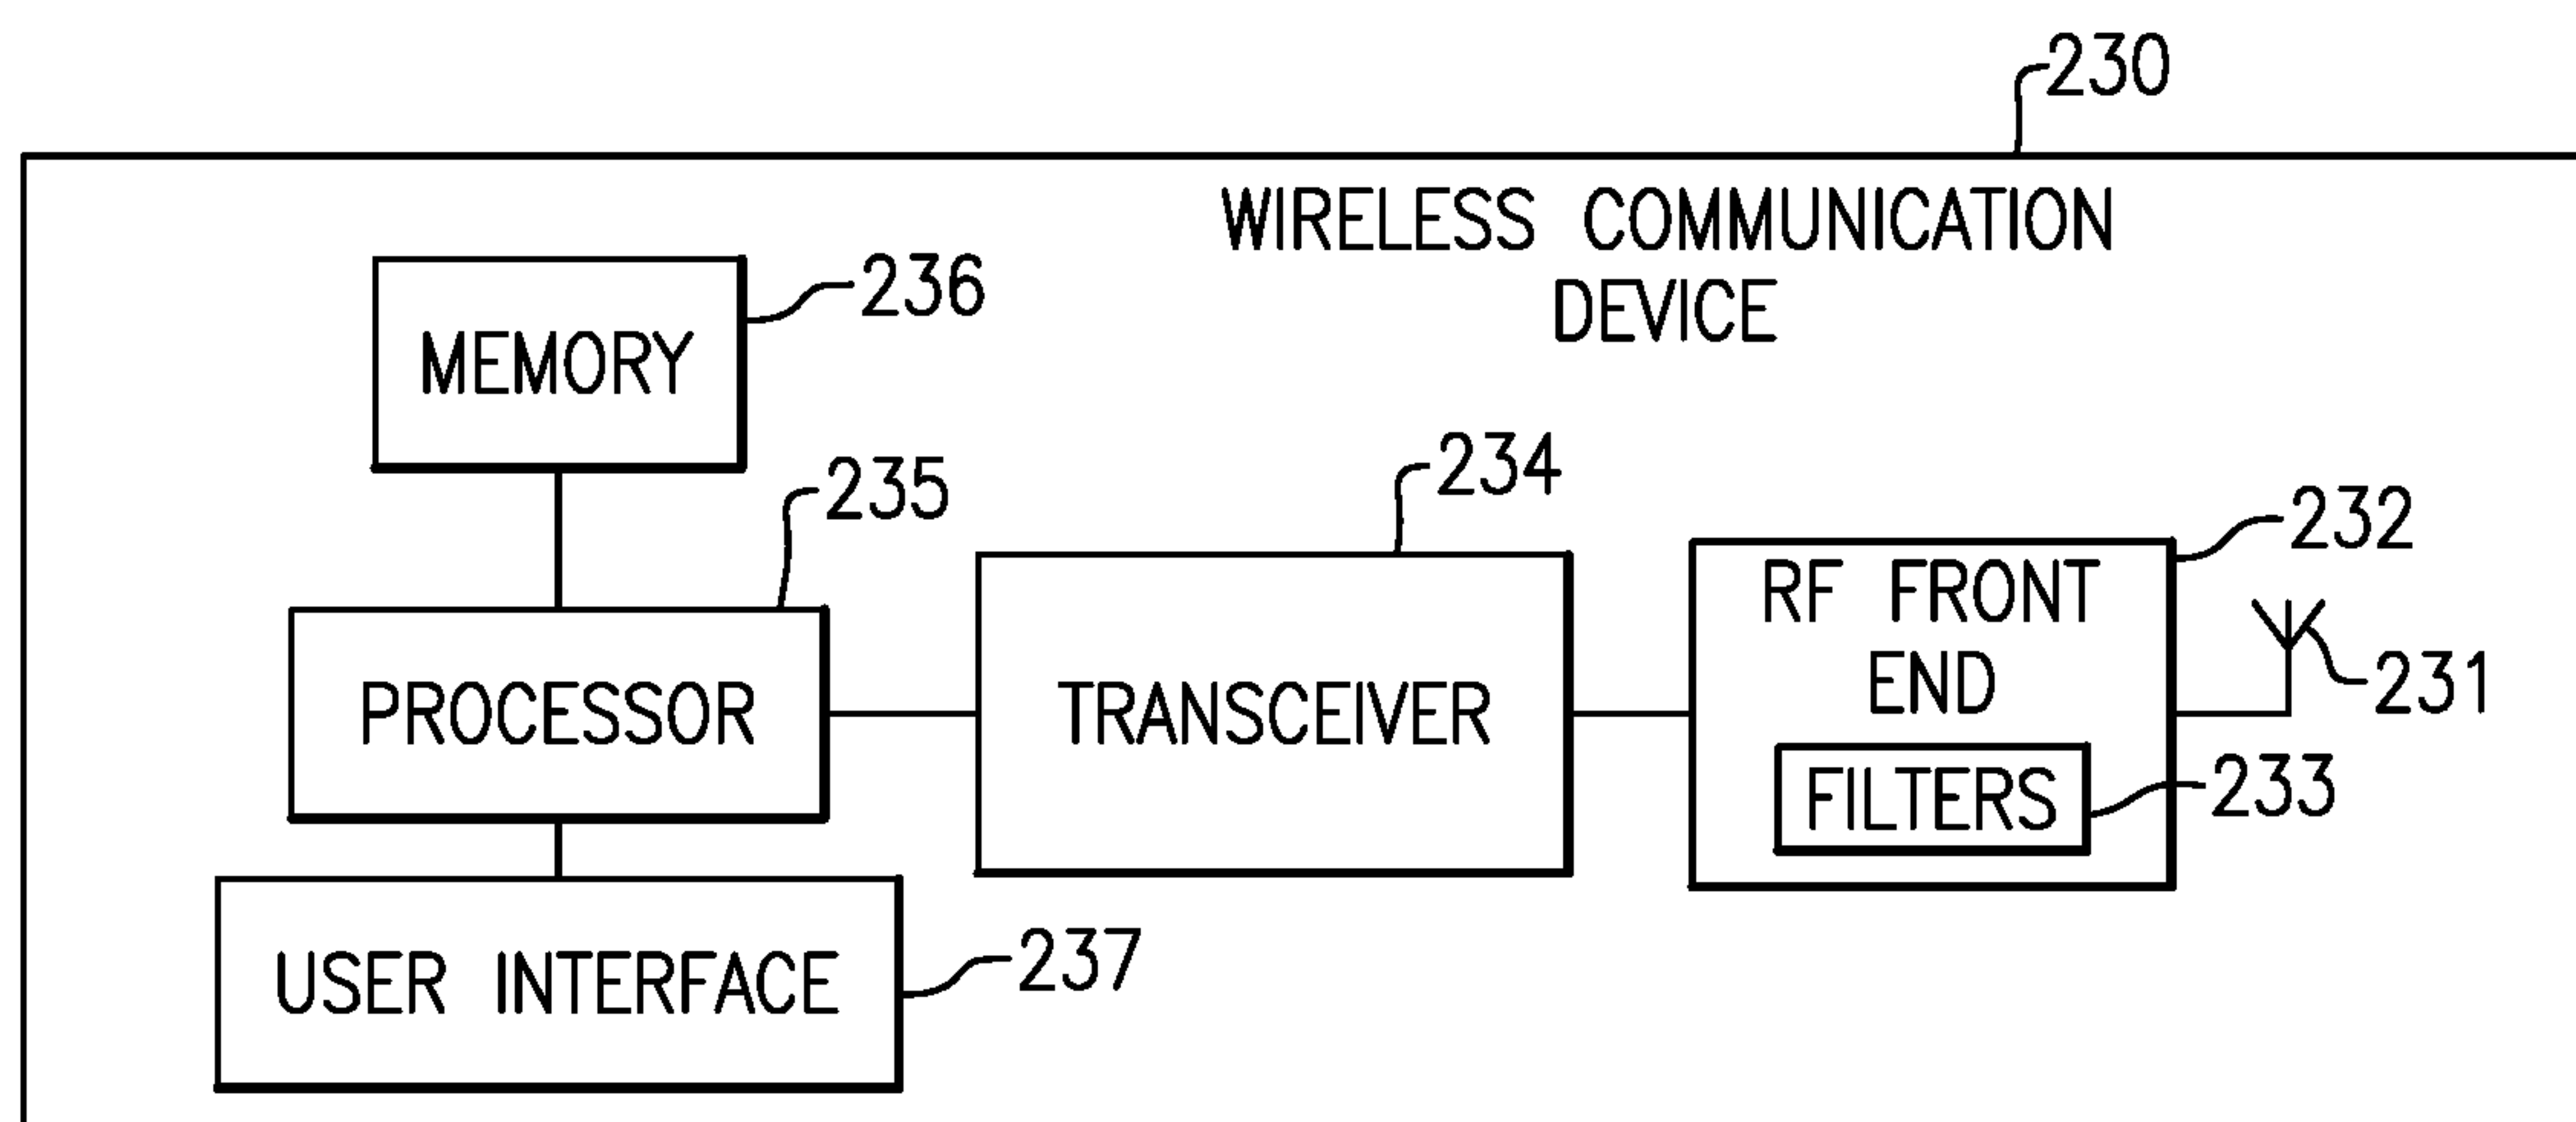 230
WIRELESS COMMUNICATION
DEVICE
236
MEMORY
235
234
232
RF FRONT
END
231
PROCESSOR
TRANSCEIVER
FILTERS
233
USER INTERFACE
237